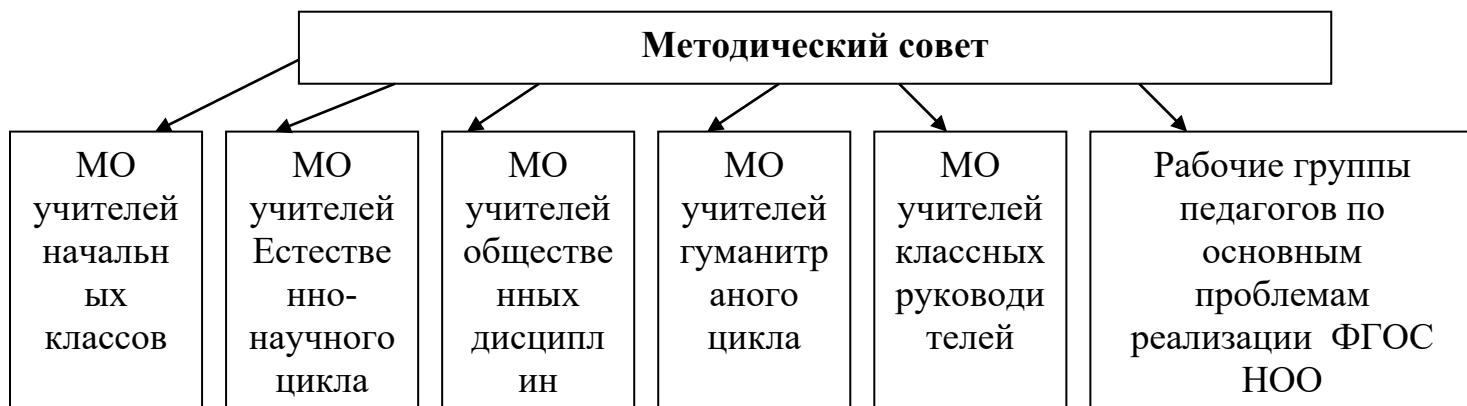 Методический совет
МО
учителей
начальн
ых
классов
МО
учителей
Естестве
нно-
научного
цикла
МО
учителей
обществе
нных
дисципл
ин
МО
учителей
гуманитр
аного
цикла
МО
учителей
классных
руководи
телей
Рабочие группы
педагогов по
основным
проблемам
реализации ФГОС
НОО